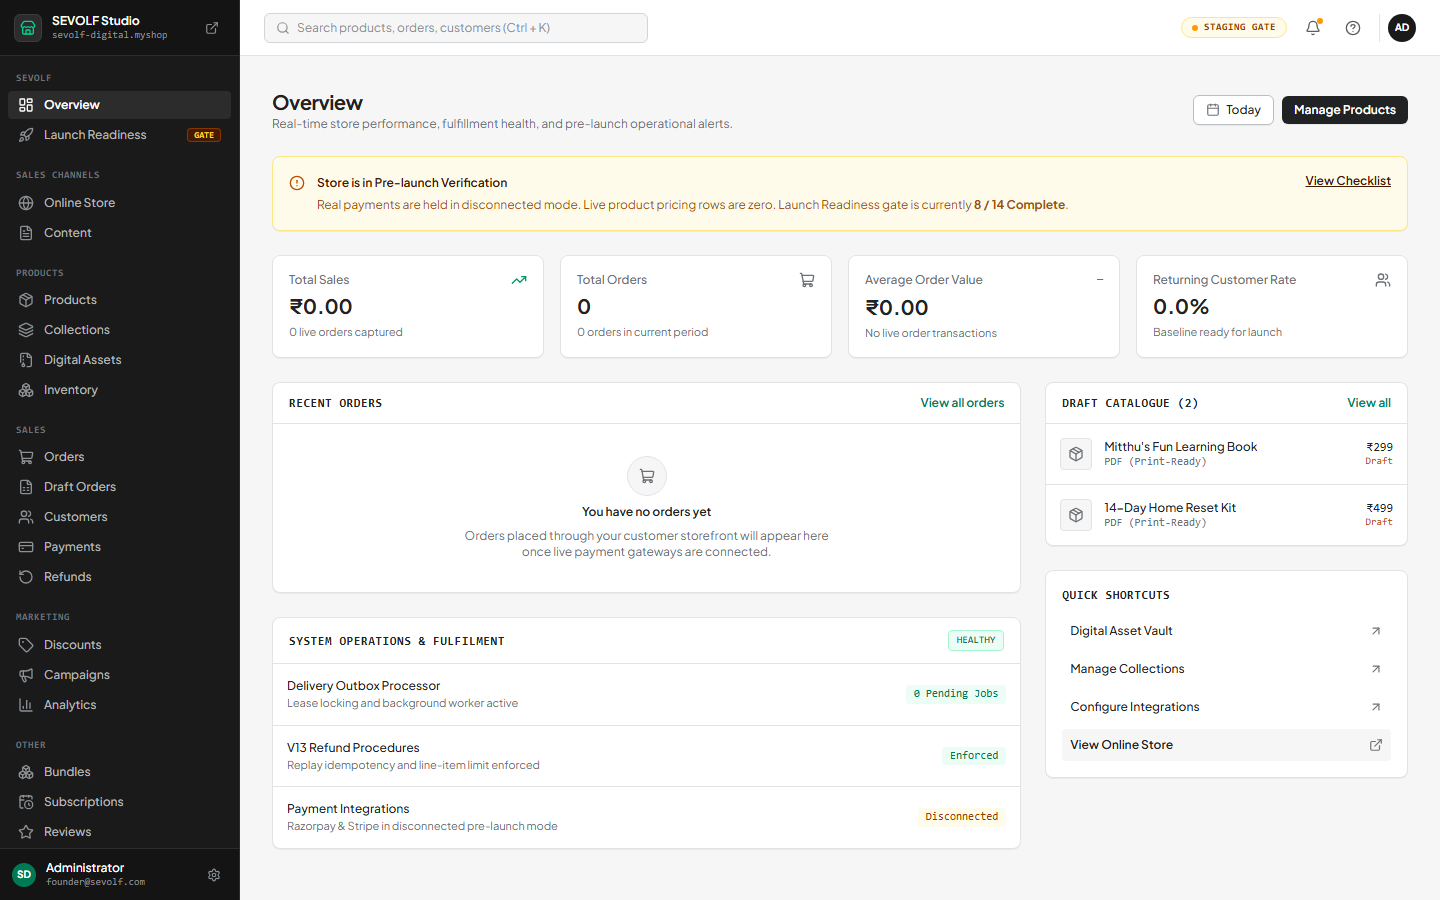 SEVOLF Studio
sevolf-digital.myshop
SEVOLF
Overview
Launch Readiness
GATE
SALES CHANNELS
Online Store
Content
PRODUCTS
Products
Collections
Digital Assets
Inventory
SALES
Orders
Draft Orders
Customers
Payments
Refunds
MARKETING
Discounts
Campaigns
Analytics
OTHER
Bundles
Subscriptions
Reviews
SD
Administrator
founder@sevolf.com
Search products, orders, customers (Ctrl + K)
STAGING GATE
AD
Overview
Real-time store performance, fulfillment health, and pre-launch operational alerts.
Today
Manage Products
Store is in Pre-launch Verification
Real payments are held in disconnected mode. Live product pricing rows are zero. Launch Readiness gate is currently 8 / 14 Complete.
View Checklist
Total Sales
₹0.00
0 live orders captured
Total Orders
0
0 orders in current period
Average Order Value
₹0.00
No live order transactions
Returning Customer Rate
0.0%
Baseline ready for launch
RECENT ORDERS
View all orders
You have no orders yet
Orders placed through your customer storefront will appear here
once live payment gateways are connected.
SYSTEM OPERATIONS & FULFILMENT
HEALTHY
Delivery Outbox Processor
Lease locking and background worker active
0 Pending Jobs
V13 Refund Procedures
Replay idempotency and line-item limit enforced
Enforced
Payment Integrations
Razorpay & Stripe in disconnected pre-launch mode
Disconnected
DRAFT CATALOGUE (2)
View all
Mitthu's Fun Learning Book
PDF (Print-Ready)
₹299
Draft
14-Day Home Reset Kit
PDF (Print-Ready)
₹499
Draft
QUICK SHORTCUTS
Digital Asset Vault
Manage Collections
Configure Integrations
View Online Store